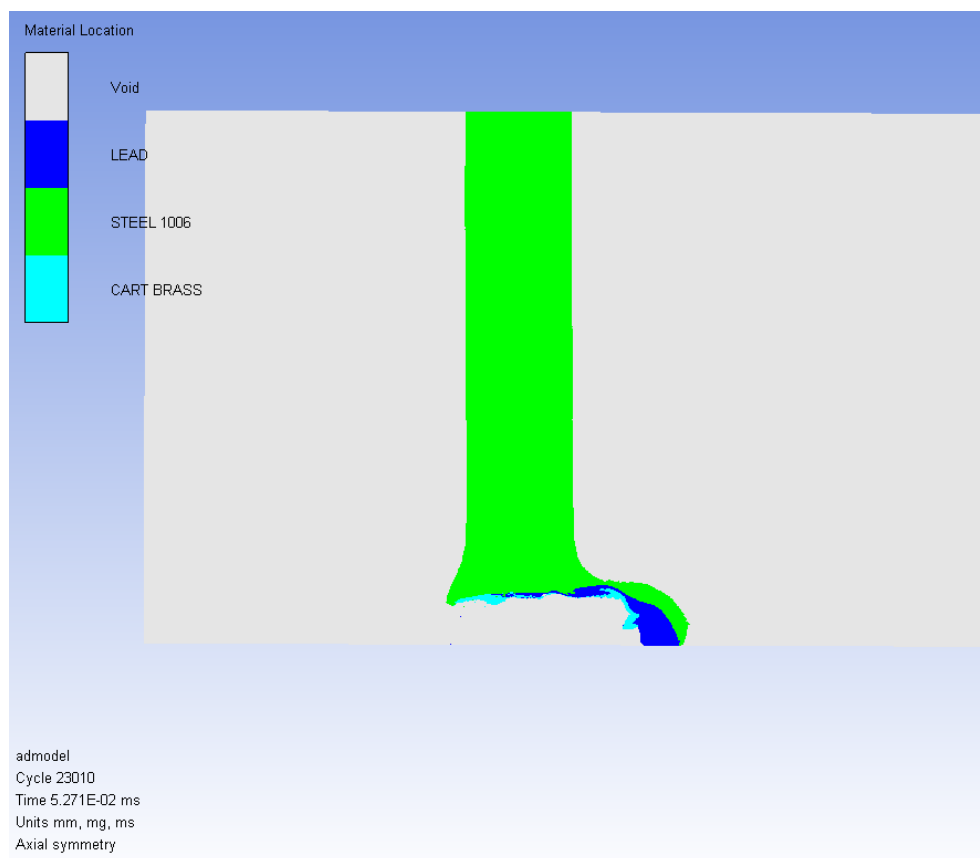 Material Location
Void
LEAD
STEEL 1006
CART BRASS
admodel
Cycle 23010
Time 5.271E-02 ms
Units mm, mg, ms
Axial symmetry